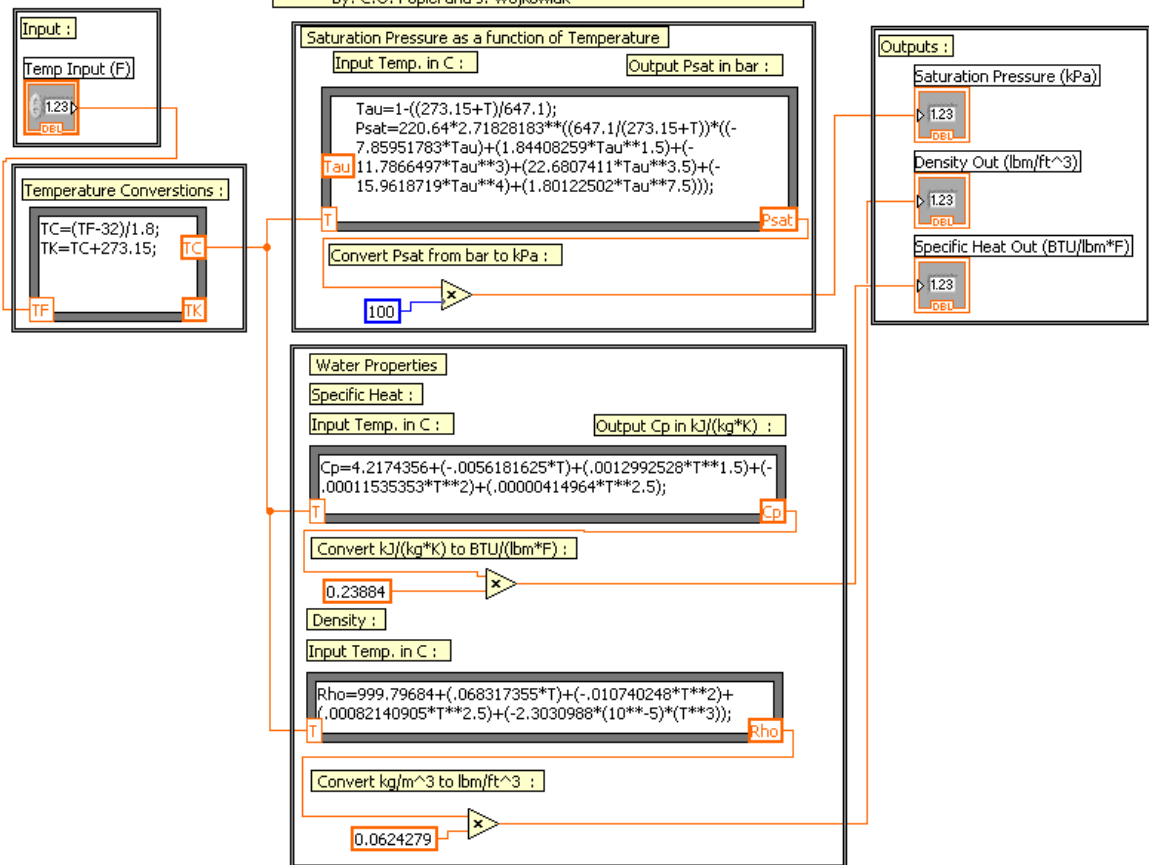 By: C.O. Popiel and J. Wojkowiak
Input :
Temp Input (F)
1.23
DBL
Temperature Converstions :
TC=(TF-32)/1.8;
TK=TC+273.15;
TC
TF
TK
Saturation Pressure as a function of Temperature
Input Temp. in C :
Output Psat in bar :
Tau=1-((273.15+T)/647.1);
Psat=220.64*2.71828183**((647.1/(273.15+T))*((-
7.85951783*Tau)+(1.84408259*Tau**1.5)+(-
11.7866497*Tau**3)+(22.6807411*Tau**3.5)+(-
15.9618719*Tau**4)+(1.80122502*Tau**7.5)));
Tau
T
Psat
Convert Psat from bar to kPa :
x
100
Outputs :
Saturation Pressure (kPa)
1.23
DBL
Density Out (lbm/ft^3)
1.23
DBL
Specific Heat Out (BTU/lbm*F)
1.23
DBL
Water Properties
Specific Heat :
Input Temp. in C :
Output Cp in kJ/(kg*K) :
Cp=4.2174356+(-.0056181625*T)+(.0012992528*T**1.5)+(-
.00011535353*T**2)+(.00000414964*T**2.5);
T
Cp
Convert kJ/(kg*K) to BTU/(lbm*F) :
x
0.23884
Density :
Input Temp. in C :
Rho=999.79684+(.068317355*T)+(-.010740248*T**2)+
(.00082140905*T**2.5)+(-2.3030988*(10**-5)*(T**3));
T
Rho
Convert kg/m^3 to lbm/ft^3 :
x
0.0624279